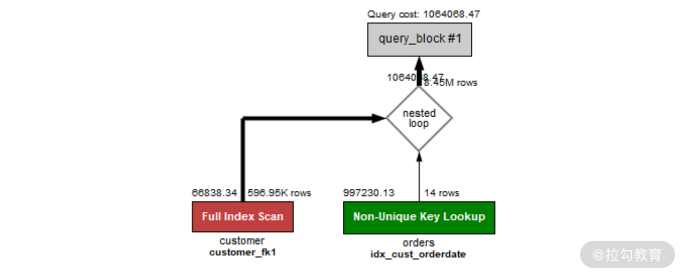 Query cost: 1064068.47
query_block #1
1064068.47
8.45M rows
nested
loop
66838.34
596.95K rows
997230.13
14 rows
Full Index Scan
Non-Unique Key Lookup
customer
customer_fk1
orders
idx_cust_orderdate
@拉勾教育